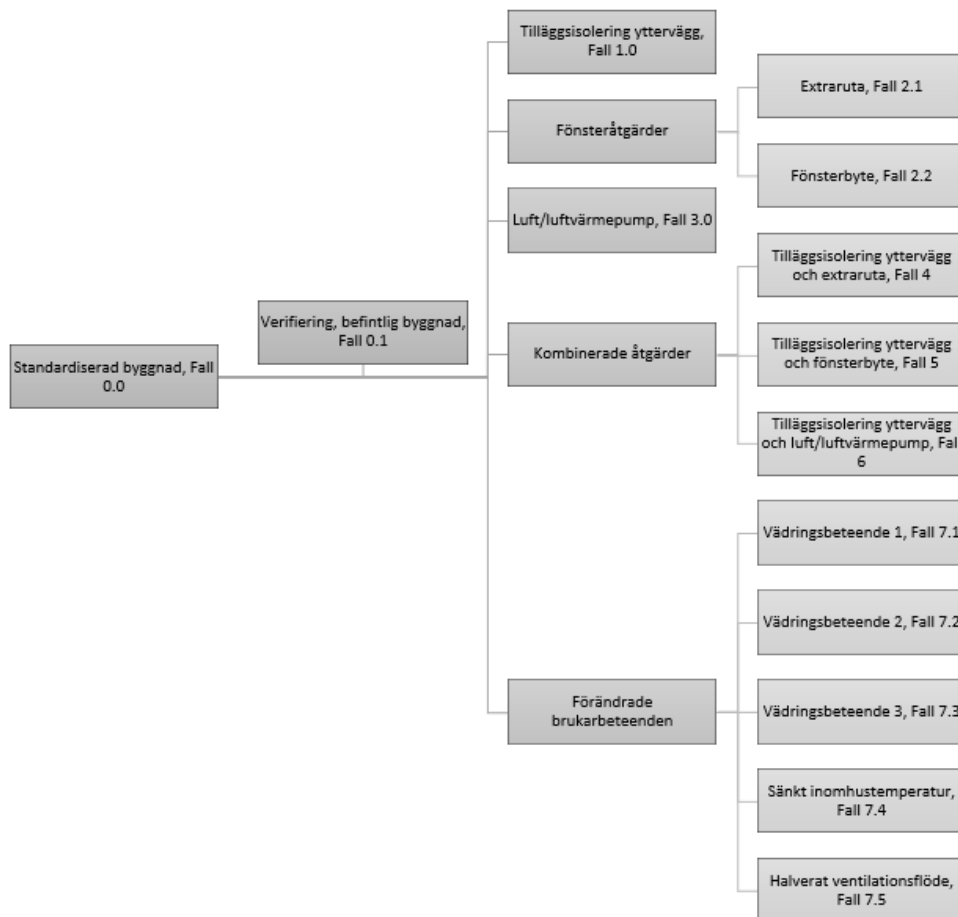 Standardiserad byggnad, Fall
0.0
Verifiering, befintlig byggnad,
Fall 0.1
Tilläggsisolering yttervägg,
Fall 1.0
Fönsteråtgärder
Extraruta, Fall 2.1
Fönsterbyte, Fall 2.2
Luft/luftvärmepump, Fall 3.0
Kombinerade åtgärder
Tilläggsisolering yttervägg
och extraruta, Fall 4
Tilläggsisolering yttervägg
och fönsterbyte, Fall 5
Tilläggsisolering yttervägg
och luft/luftvärmepump, Fall
6
Förändrade
brukarbeteenden
Vädringsbeteende 1, Fall 7.1
Vädringsbeteende 2, Fall 7.2
Vädringsbeteende 3, Fall 7.3
Sänkt inomhustemperatur,
Fall 7.4
Halverat ventilationsflöde,
Fall 7.5